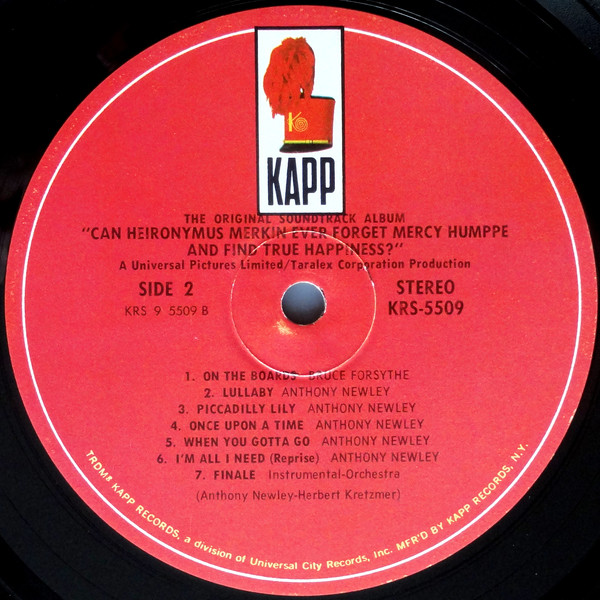 K
KAPP
THE ORIGINAL SOUNDTRACK ALBUM
"CAN HEIRONYMUS MERKIN EVER FORGET MERCY HUMPPE
AND FIND TRUE HAPPINESS?"
A Universal Pictures Limited/Taralex Corporation Production
SIDE 2
KRS 9 5509 B
STEREO
KRS-5509
1. ON THE BOARDS BRUCE FORSYTHE
2. LULLABY ANTHONY NEWLEY
3. PICCADILLY LILY ANTHONY NEWLEY
4. ONCE UPON A TIME ANTHONY NEWLEY
5. WHEN YOU GOTTA GO ANTHONY NEWLEY
6. I'M ALL I NEED (Reprise) ANTHONY NEWLEY
7. FINALE Instrumental-Orchestra
(Anthony Newley-Herbert Kretzmer)
TRDM® KAPP RECORDS, a division of Universal City Records, Inc. MFR'D BY KAPP RECORDS, N.Y.